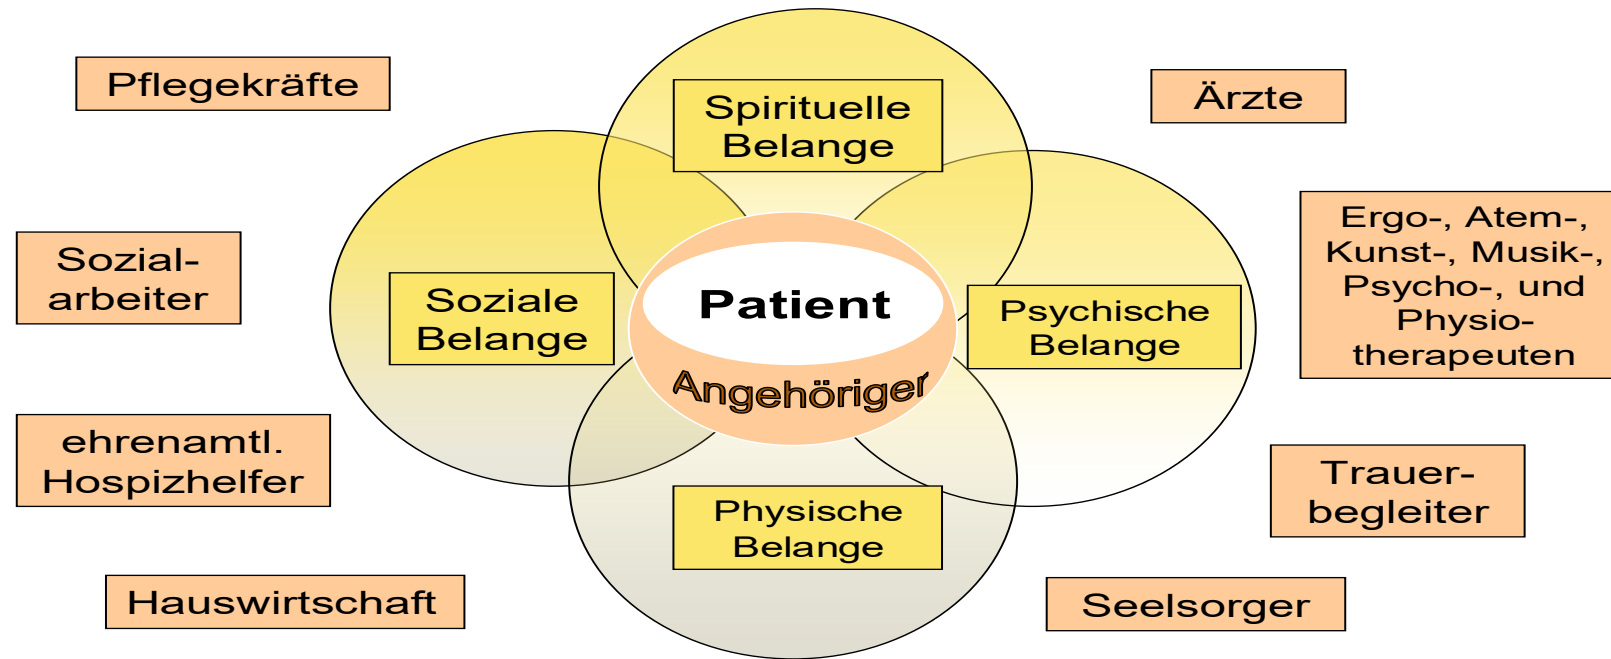 Pflegekräfte
Spirituelle
Belange
Ärzte
Sozial-
arbeiter
Soziale
Belange
Patient
Angehöriger
Psychische
Belange
Ergo-, Atem-,
Kunst-, Musik-,
Psycho-, und
Physio-
therapeuten
ehrenamtl.
Hospizhelfer
Physische
Belange
Trauer-
begleiter
Hauswirtschaft
Seelsorger